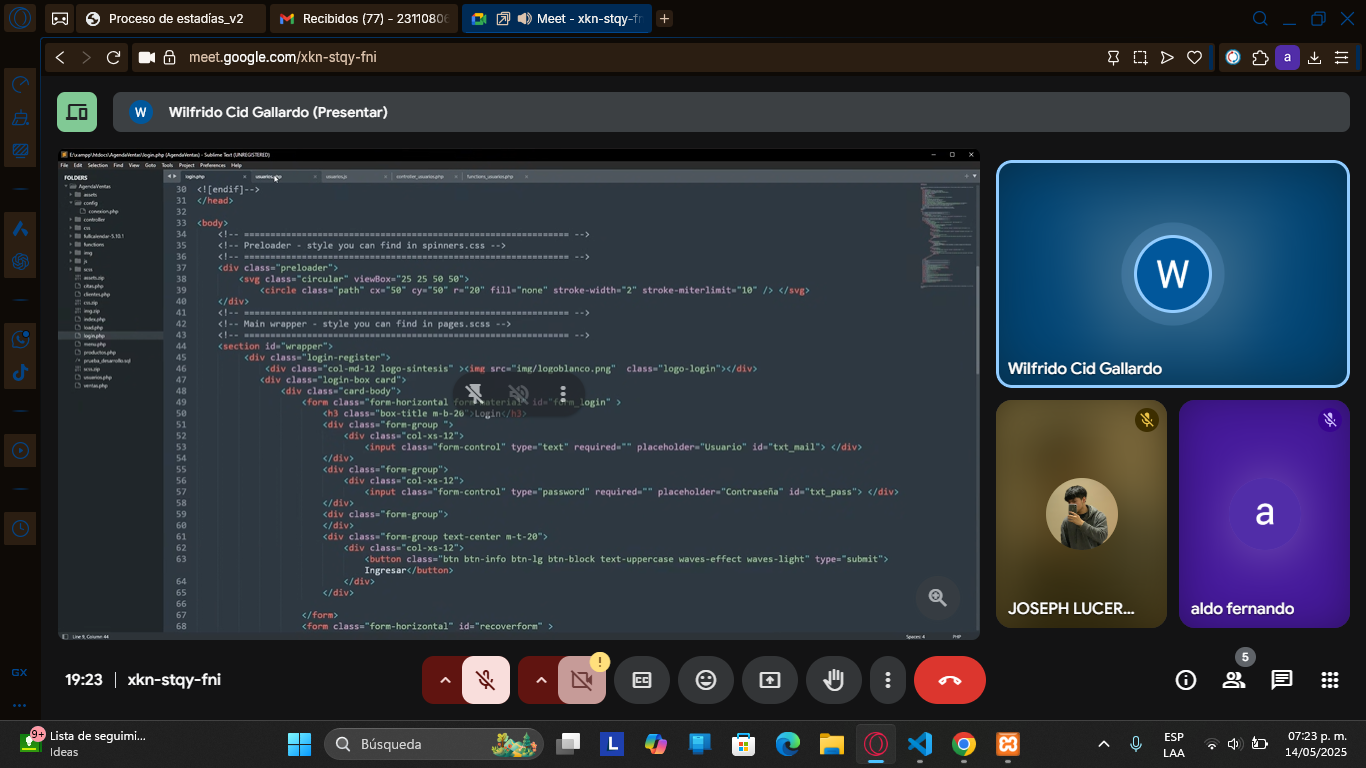 Proceso de estadías_v2
Recibidos (77) - 23110806
Meet - xkn-stqy-fn
meet.google.com/xkn-stqy-fni
a
W
Wilfrido Cid Gallardo (Presentar)
E:\xampp\htdocs\AgendaVentas\login.php (AgendaVentas) - Sublime Text (UNREGISTERED)
File Edit Selection Find View Goto Tools Project Preferences Help
FOLDERS
AgendaVentas
assets
config
conexion.php
controller
css
fullcalendar-5.10.1
functions
img
js
scss
assets.zip
citas.php
clientes.php
css.zip
img.zip
index.php
load.php
login.php
menu.php
productos.php
prueba_desarrollo.sql
scss.zip
usuarios.php
ventas.php
login.php
usuarios.php
usuarios.js
controller_usuarios.php
functions_usuarios.php
30 <![endif]-->
31 </head>
32
33 <body>
34 <!-- ============================================================== -->
35 <!-- Preloader - style you can find in spinners.css -->
36 <!-- ============================================================== -->
37 <div class="preloader">
38 <svg class="circular" viewBox="25 25 50 50">
39 <circle class="path" cx="50" cy="50" r="20" fill="none" stroke-width="2" stroke-miterlimit="10" /> </svg>
40 </div>
41 <!-- ============================================================== -->
42 <!-- Main wrapper - style you can find in pages.scss -->
43 <!-- ============================================================== -->
44 <section id="wrapper">
45 <div class="login-register">
46 <div class="col-md-12 logo-sintesis" ><img src="img/logoblanco.png" class="logo-login"></div>
47 <div class="login-box card">
48 <div class="card-body">
49 <form class="form-horizontal form-material" id="form_login" >
50 <h3 class="box-title m-b-20">Login</h3>
51 <div class="form-group ">
52 <div class="col-xs-12">
53 <input class="form-control" type="text" required="" placeholder="Usuario" id="txt_mail"> </div>
54 </div>
55 <div class="form-group">
56 <div class="col-xs-12">
57 <input class="form-control" type="password" required="" placeholder="Contraseña" id="txt_pass"> </div>
58 </div>
59 <div class="form-group">
60 </div>
61 <div class="form-group text-center m-t-20">
62 <div class="col-xs-12">
63 <button class="btn btn-info btn-lg btn-block text-uppercase waves-effect waves-light" type="submit">
Ingresar</button>
64 </div>
65 </div>
66
67 </form>
68 <form class="form-horizontal" id="recoverform" >
Line 9, Column 44
Spaces: 4
PHP
W
Wilfrido Cid Gallardo
JOSEPH LUCER...
a
aldo fernando
19:23
xkn-stqy-fni
!
5
GX
9+
Lista de seguimi...
Ideas
Búsqueda
L
ESP
LAA
07:23 p. m.
14/05/2025